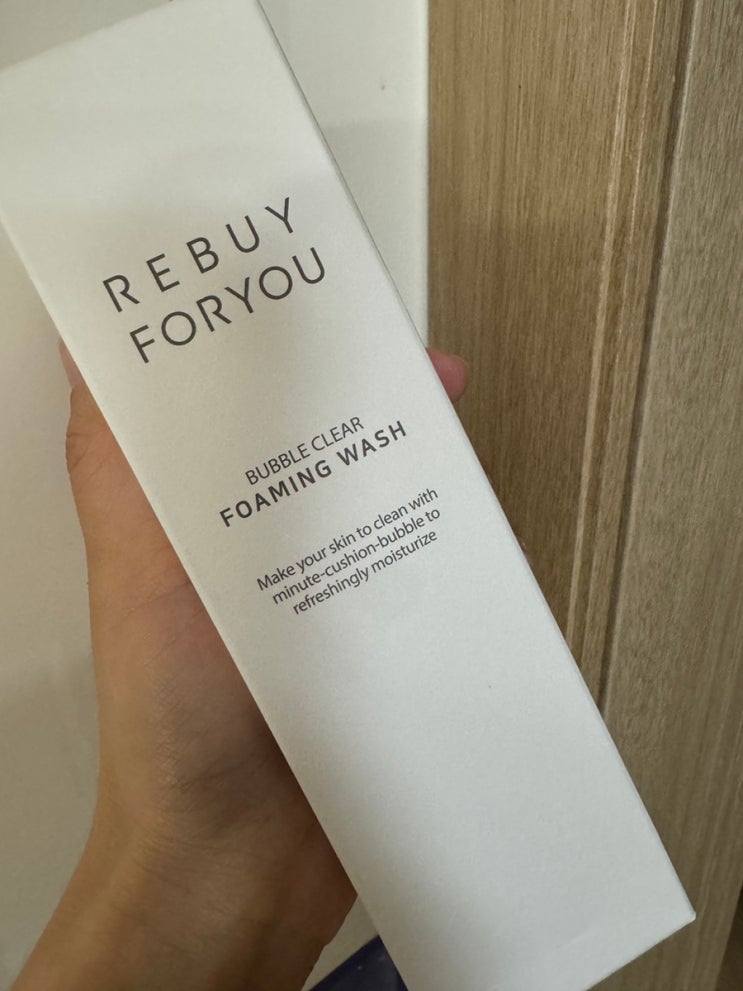 REBUY
FORYOU
BUBBLE CLEAR
FOAMING WASH
Make your skin to clean with
minute-cushion-bubble to
refreshingly moisturize